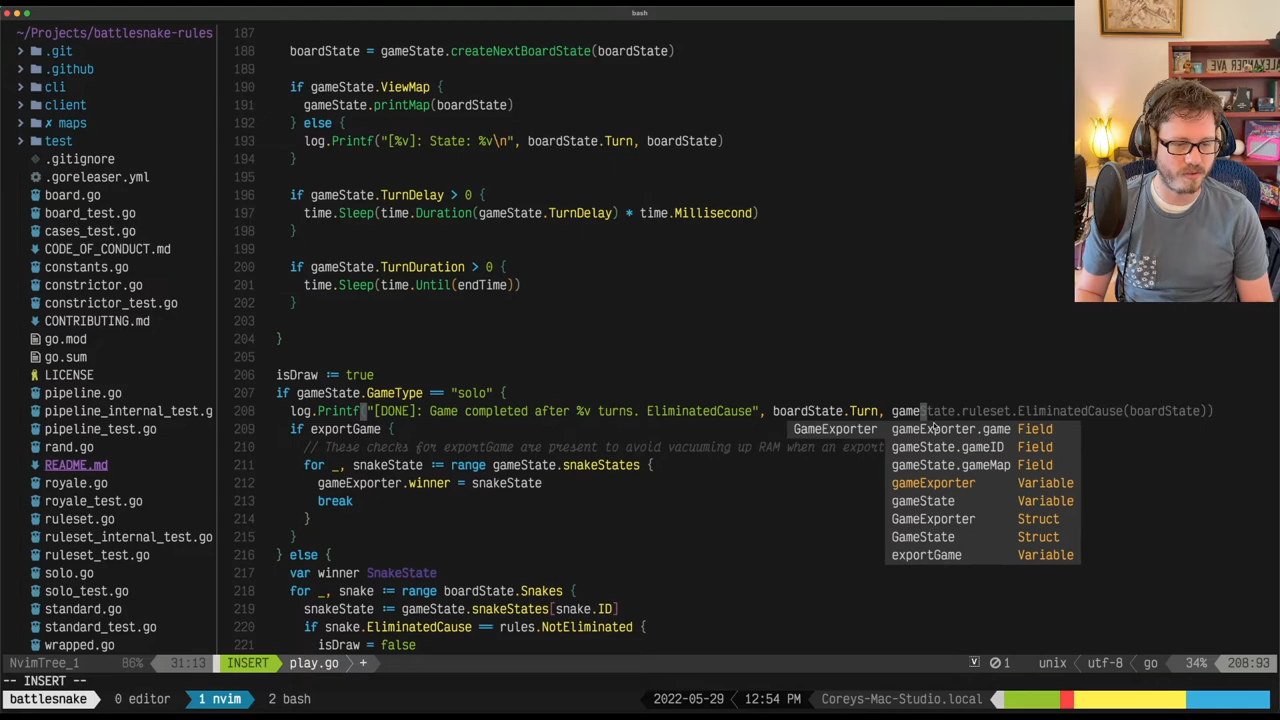 bash
~/Projects/battlesnake-rules
.git
.github
cli
client
✗ maps
test
.gitignore
.goreleaser.yml
board.go
board_test.go
cases_test.go
CODE_OF_CONDUCT.md
constants.go
constrictor.go
constrictor_test.go
CONTRIBUTING.md
go.mod
go.sum
LICENSE
pipeline.go
pipeline_internal_test.g
pipeline_test.go
rand.go
README.md
royale.go
royale_test.go
ruleset.go
ruleset_internal_test.go
ruleset_test.go
solo.go
solo_test.go
standard.go
standard_test.go
wrapped.go
187
188 boardState = gameState.createNextBoardState(boardState)
189
190 if gameState.ViewMap {
191 gameState.printMap(boardState)
192 } else {
193 log.Printf("[%v]: State: %v\n", boardState.Turn, boardState)
194 }
195
196 if gameState.TurnDelay > 0 {
197 time.Sleep(time.Duration(gameState.TurnDelay) * time.Millisecond)
198 }
199
200 if gameState.TurnDuration > 0 {
201 time.Sleep(time.Until(endTime))
202 }
203
204 }
205
206 isDraw := true
207 if gameState.GameType == "solo" {
208 log.Printf("[DONE]: Game completed after %v turns. EliminatedCause", boardState.Turn, gameState.ruleset.EliminatedCause(boardState))
209 if exportGame {
210 // These checks for exportGame are present to avoid vacuuming up RAM when an export
211 for _, snakeState := range gameState.snakeStates {
212 gameExporter.winner = snakeState
213 break
214 }
215 }
216 } else {
217 var winner SnakeState
218 for _, snake := range boardState.Snakes {
219 snakeState := gameState.snakeStates[snake.ID]
220 if snake.EliminatedCause == rules.NotEliminated {
221 isDraw = false
GameExporter
gameExporter.game Field
gameState.gameID Field
gameState.gameMap Field
gameExporter Variable
gameState Variable
GameExporter Struct
GameState Struct
exportGame Variable
ALEXANDER AVE
NvimTree_1 86% 31:13 INSERT play.go > + V 1 unix utf-8 go 34% 208:93
-- INSERT --
battlesnake 0 editor 1 nvim 2 bash 2022-05-29 12:54 PM Coreys-Mac-Studio.local